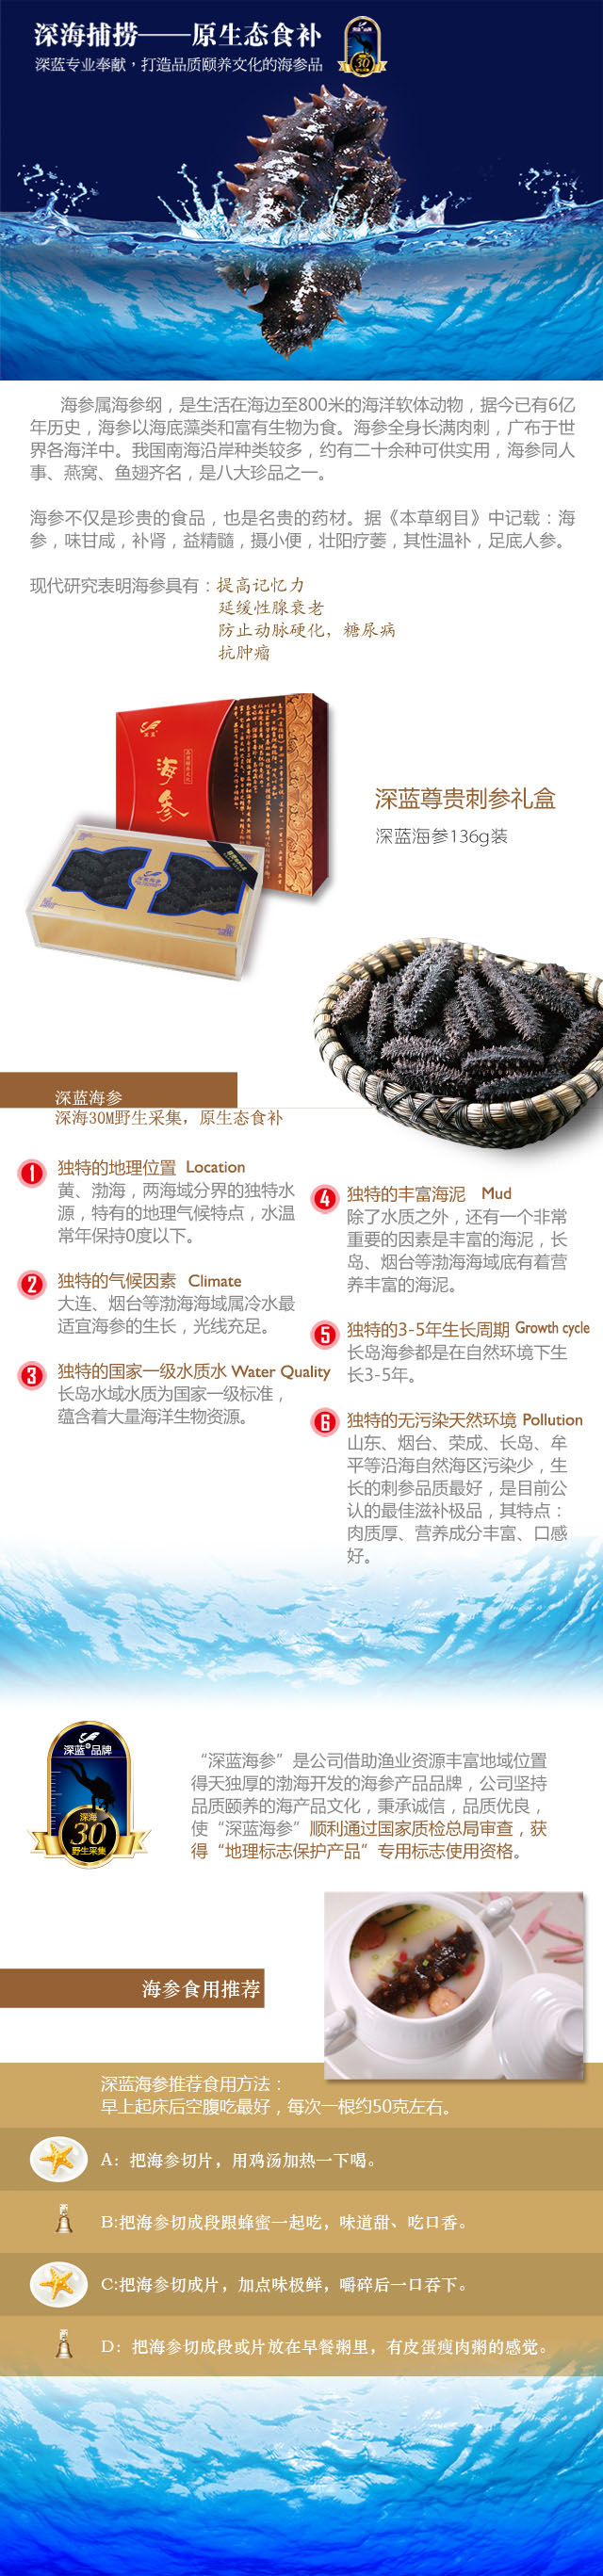 深海捕捞——原生态食补
深蓝专业奉献，打造品质颐养文化的海参品
30
海参属海参纲，是生活在海边至800米的海洋软体动物，据今已有6亿
年历史，海参以海底藻类和富有生物为食。海参全身长满肉刺，广布于世
界各海洋中。我国南海沿岸种类较多，约有二十余种可供实用，海参同人
事、燕窝、鱼翅齐名，是八大珍品之一。
海参不仅是珍贵的食品，也是名贵的药材。据《本草纲目》中记载：海
参，味甘咸，补肾，益精髓，摄小便，壮阳疗萎，其性温补，足底人参。
现代研究表明海参具有：提高记忆力
延缓性腺衰老
防止动脉硬化，糖尿病
抗肿瘤
海参
深蓝尊贵刺参礼盒
深蓝海参136g装
深蓝海参
深海30M野生采集，原生态食补
1 独特的地理位置 Location
黄、渤海，两海域分界的独特水
源，特有的地理气候特点，水温
常年保持0度以下。
2 独特的气候因素 Climate
大连、烟台等渤海海域属冷水最
适宜海参的生长，光线充足。
3 独特的国家一级水质水 Water Quality
长岛水域水质为国家一级标准，
蕴含着大量海洋生物资源。
4 独特的丰富海泥 Mud
除了水质之外，还有一个非常
重要的因素是丰富的海泥，长
岛、烟台等渤海海域底有着营
养丰富的海泥。
5 独特的3-5年生长周期 Growth cycle
长岛海参都是在自然环境下生
长3-5年。
6 独特的无污染天然环境 Pollution
山东、烟台、荣成、长岛、牟
平等沿海自然海区污染少，生
长的刺参品质最好，是目前公
认的最佳滋补极品，其特点：
肉质厚、营养成分丰富、口感
好。
深蓝®品牌
深海
30
野生采集
“深蓝海参”是公司借助渔业资源丰富地域位置
得天独厚的渤海开发的海参产品品牌，公司坚持
品质颐养的海产品文化，秉承诚信，品质优良，
使“深蓝海参”顺利通过国家质检总局审查，获
得“地理标志保护产品”专用标志使用资格。
海参食用推荐
深蓝海参推荐食用方法：
早上起床后空腹吃最好，每次一根约50克左右。
A：把海参切片，用鸡汤加热一下喝。
B:把海参切成段跟蜂蜜一起吃，味道甜、吃口香。
C:把海参切成片，加点味极鲜，嚼碎后一口吞下。
D：把海参切成段或片放在早餐粥里，有皮蛋瘦肉粥的感觉。